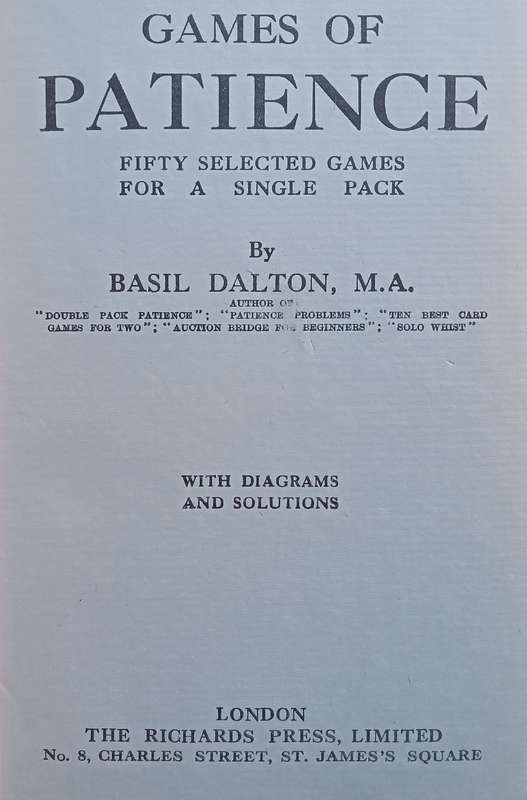 GAMES OF
PATIENCE
FIFTY SELECTED GAMES
FOR A SINGLE PACK
By
BASIL DALTON, M.A.
AUTHOR OF
"DOUBLE PACK PATIENCE"; "PATIENCE PROBLEMS"; "TEN BEST CARD
GAMES FOR TWO"; "AUCTION BRIDGE FOR BEGINNERS"; "SOLO WHIST"
WITH DIAGRAMS
AND SOLUTIONS
LONDON
THE RICHARDS PRESS, LIMITED
No. 8, CHARLES STREET, ST. JAMES'S SQUARE